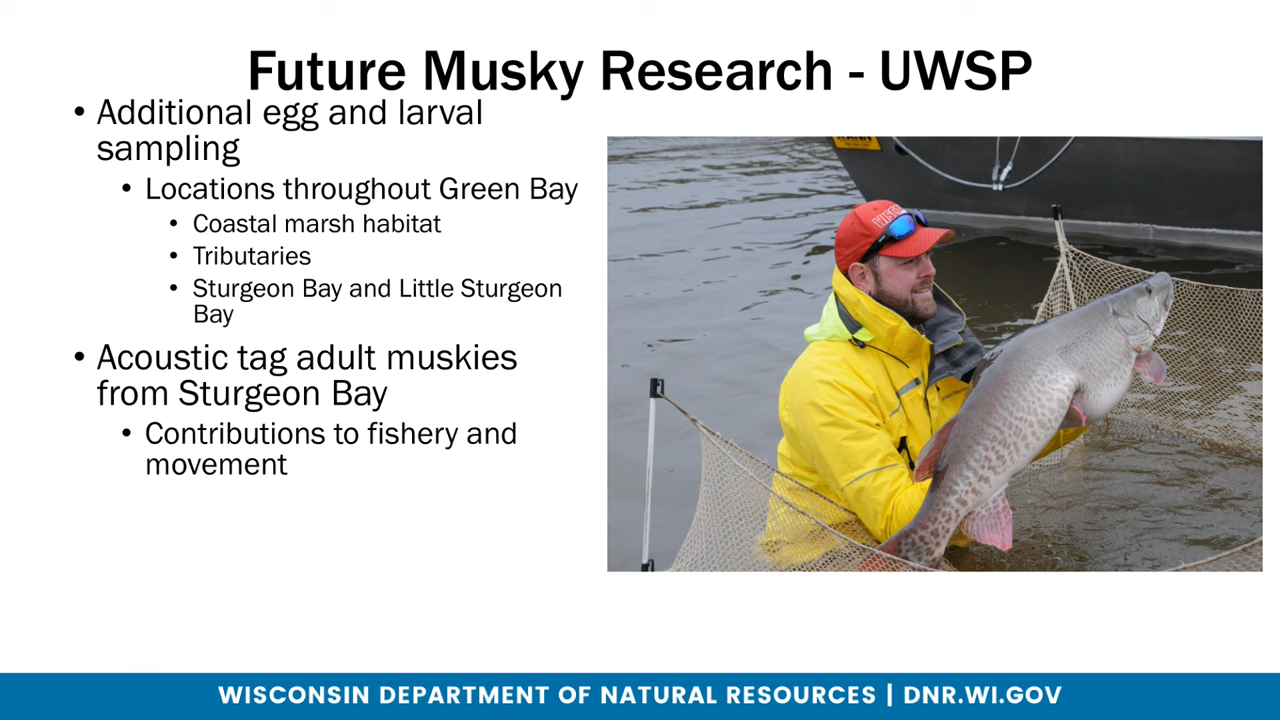 Future Musky Research - UWSP
• Additional egg and larval
sampling
• Locations throughout Green Bay
• Coastal marsh habitat
• Tributaries
• Sturgeon Bay and Little Sturgeon
Bay
• Acoustic tag adult muskies
from Sturgeon Bay
• Contributions to fishery and
movement
WISCONSIN DEPARTMENT OF NATURAL RESOURCES | DNR.WI.GOV